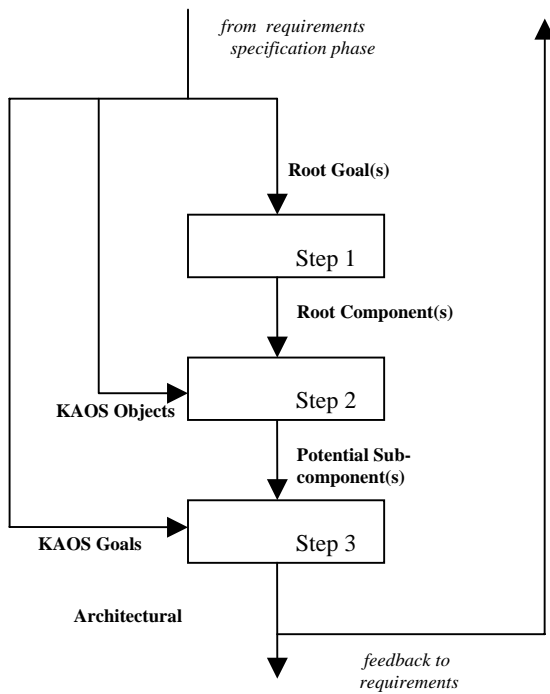 from requirements
specification phase
Root Goal(s)
Step 1
Root Component(s)
Step 2
KAOS Objects
Potential Sub-
component(s)
Step 3
KAOS Goals
Architectural
feedback to
requirements